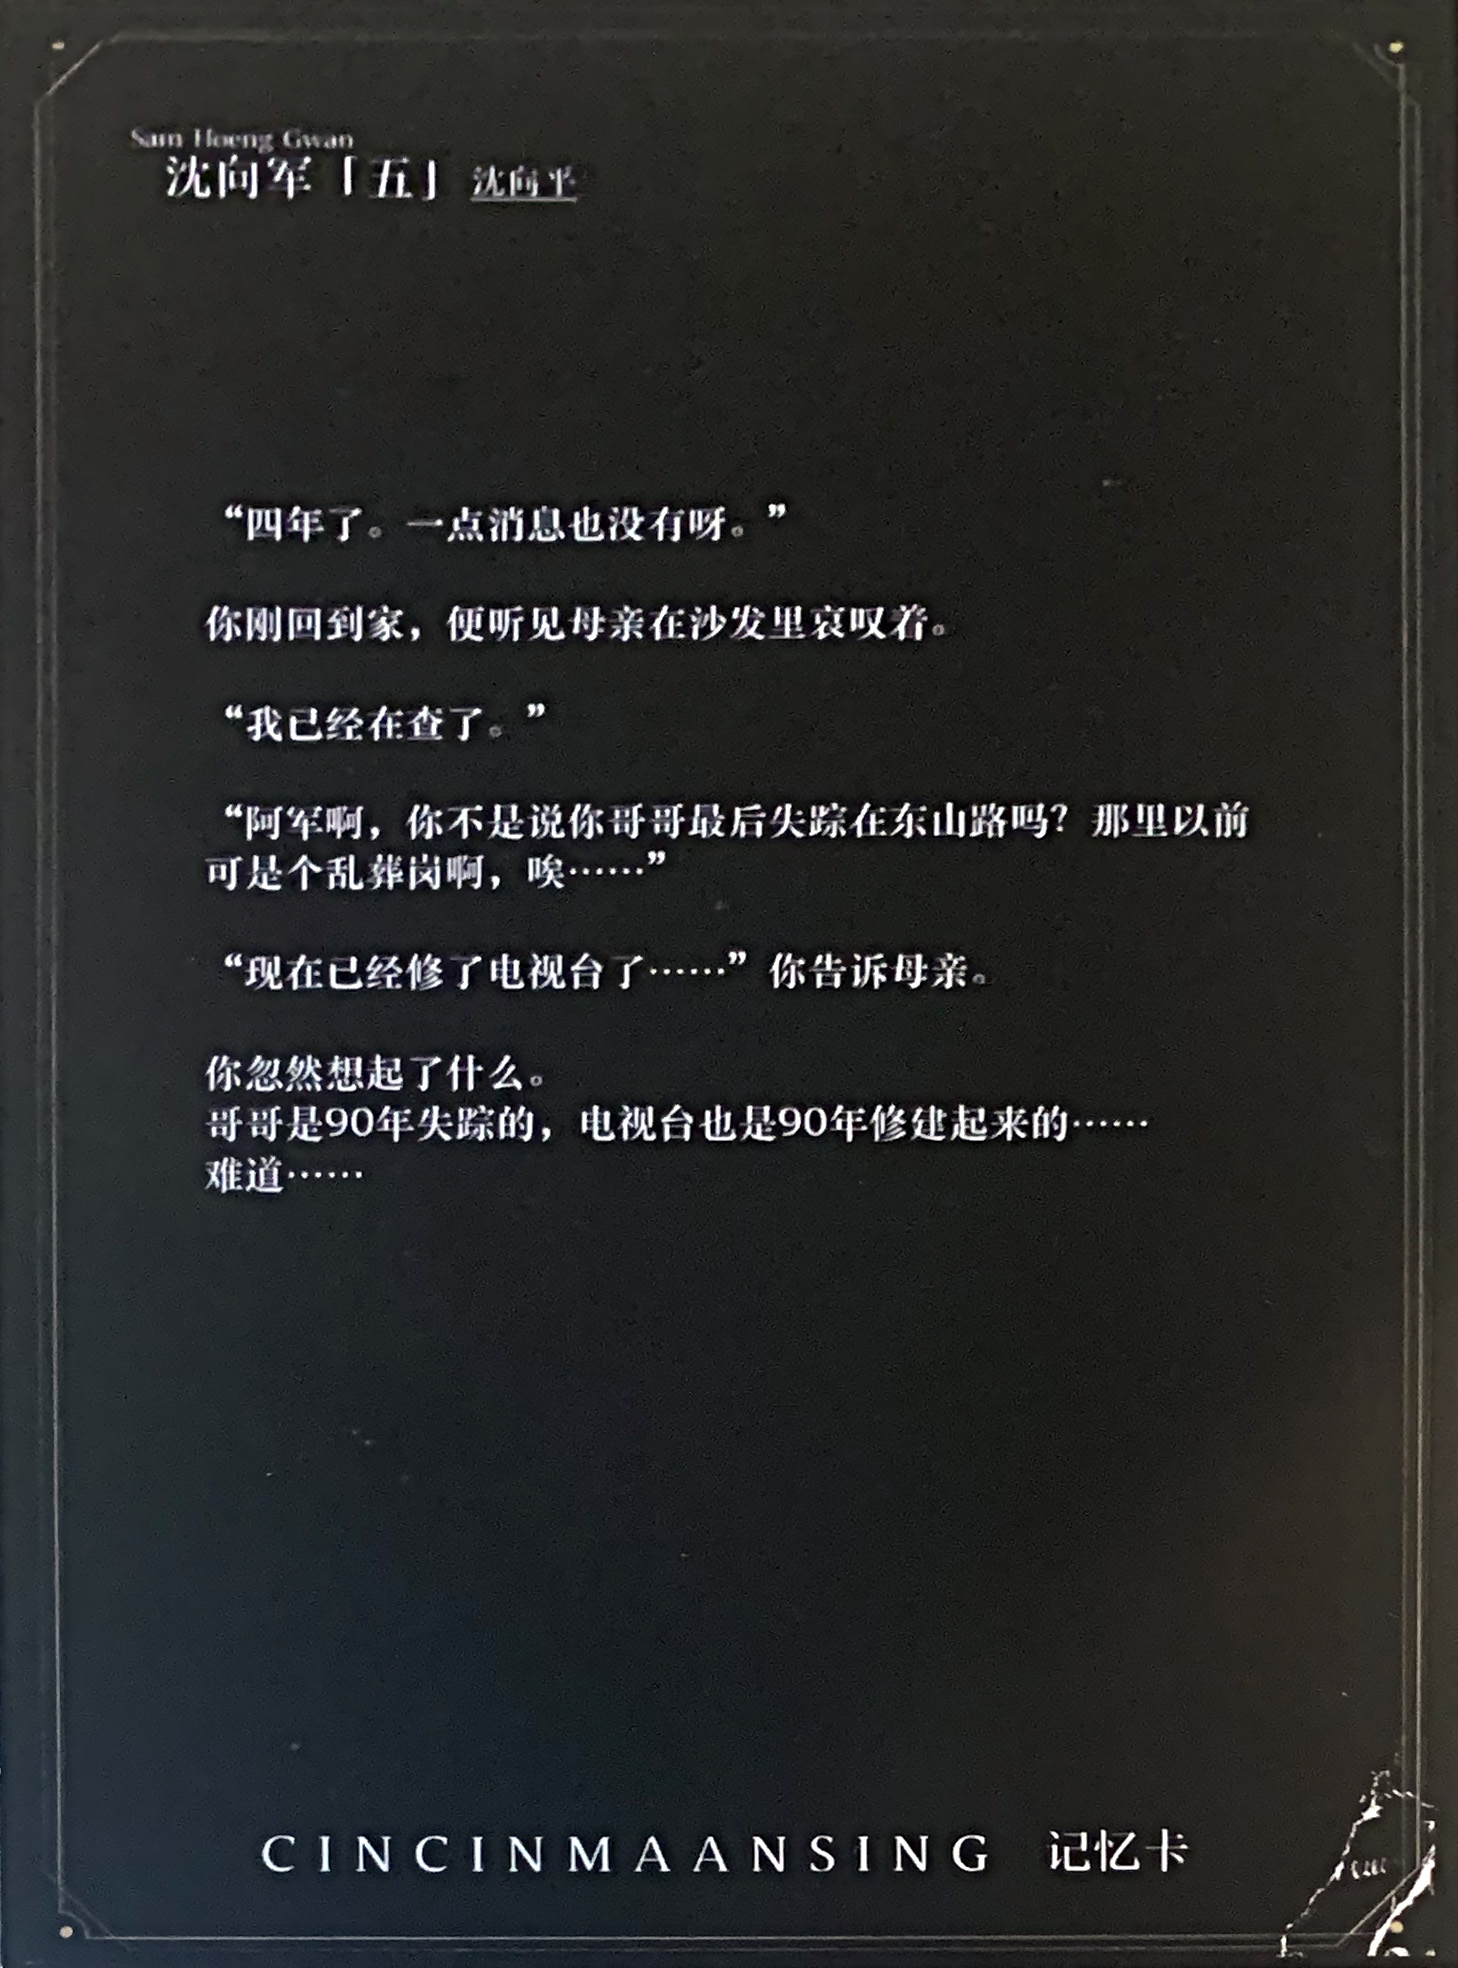 Sam Hoeng Gwan
沈向军「五」 沈向平
“四年了。一点消息也没有呀。”
你刚回到家，便听见母亲在沙发里哀叹着。
“我已经在查了。”
“阿军啊，你不是说你哥哥最后失踪在东山路吗？那里以前
可是个乱葬岗啊，唉……”
“现在已经修了电视台了……”你告诉母亲。
你忽然想起了什么。
哥哥是90年失踪的，电视台也是90年修建起来的……
难道……
CINCINMAANSING 记忆卡